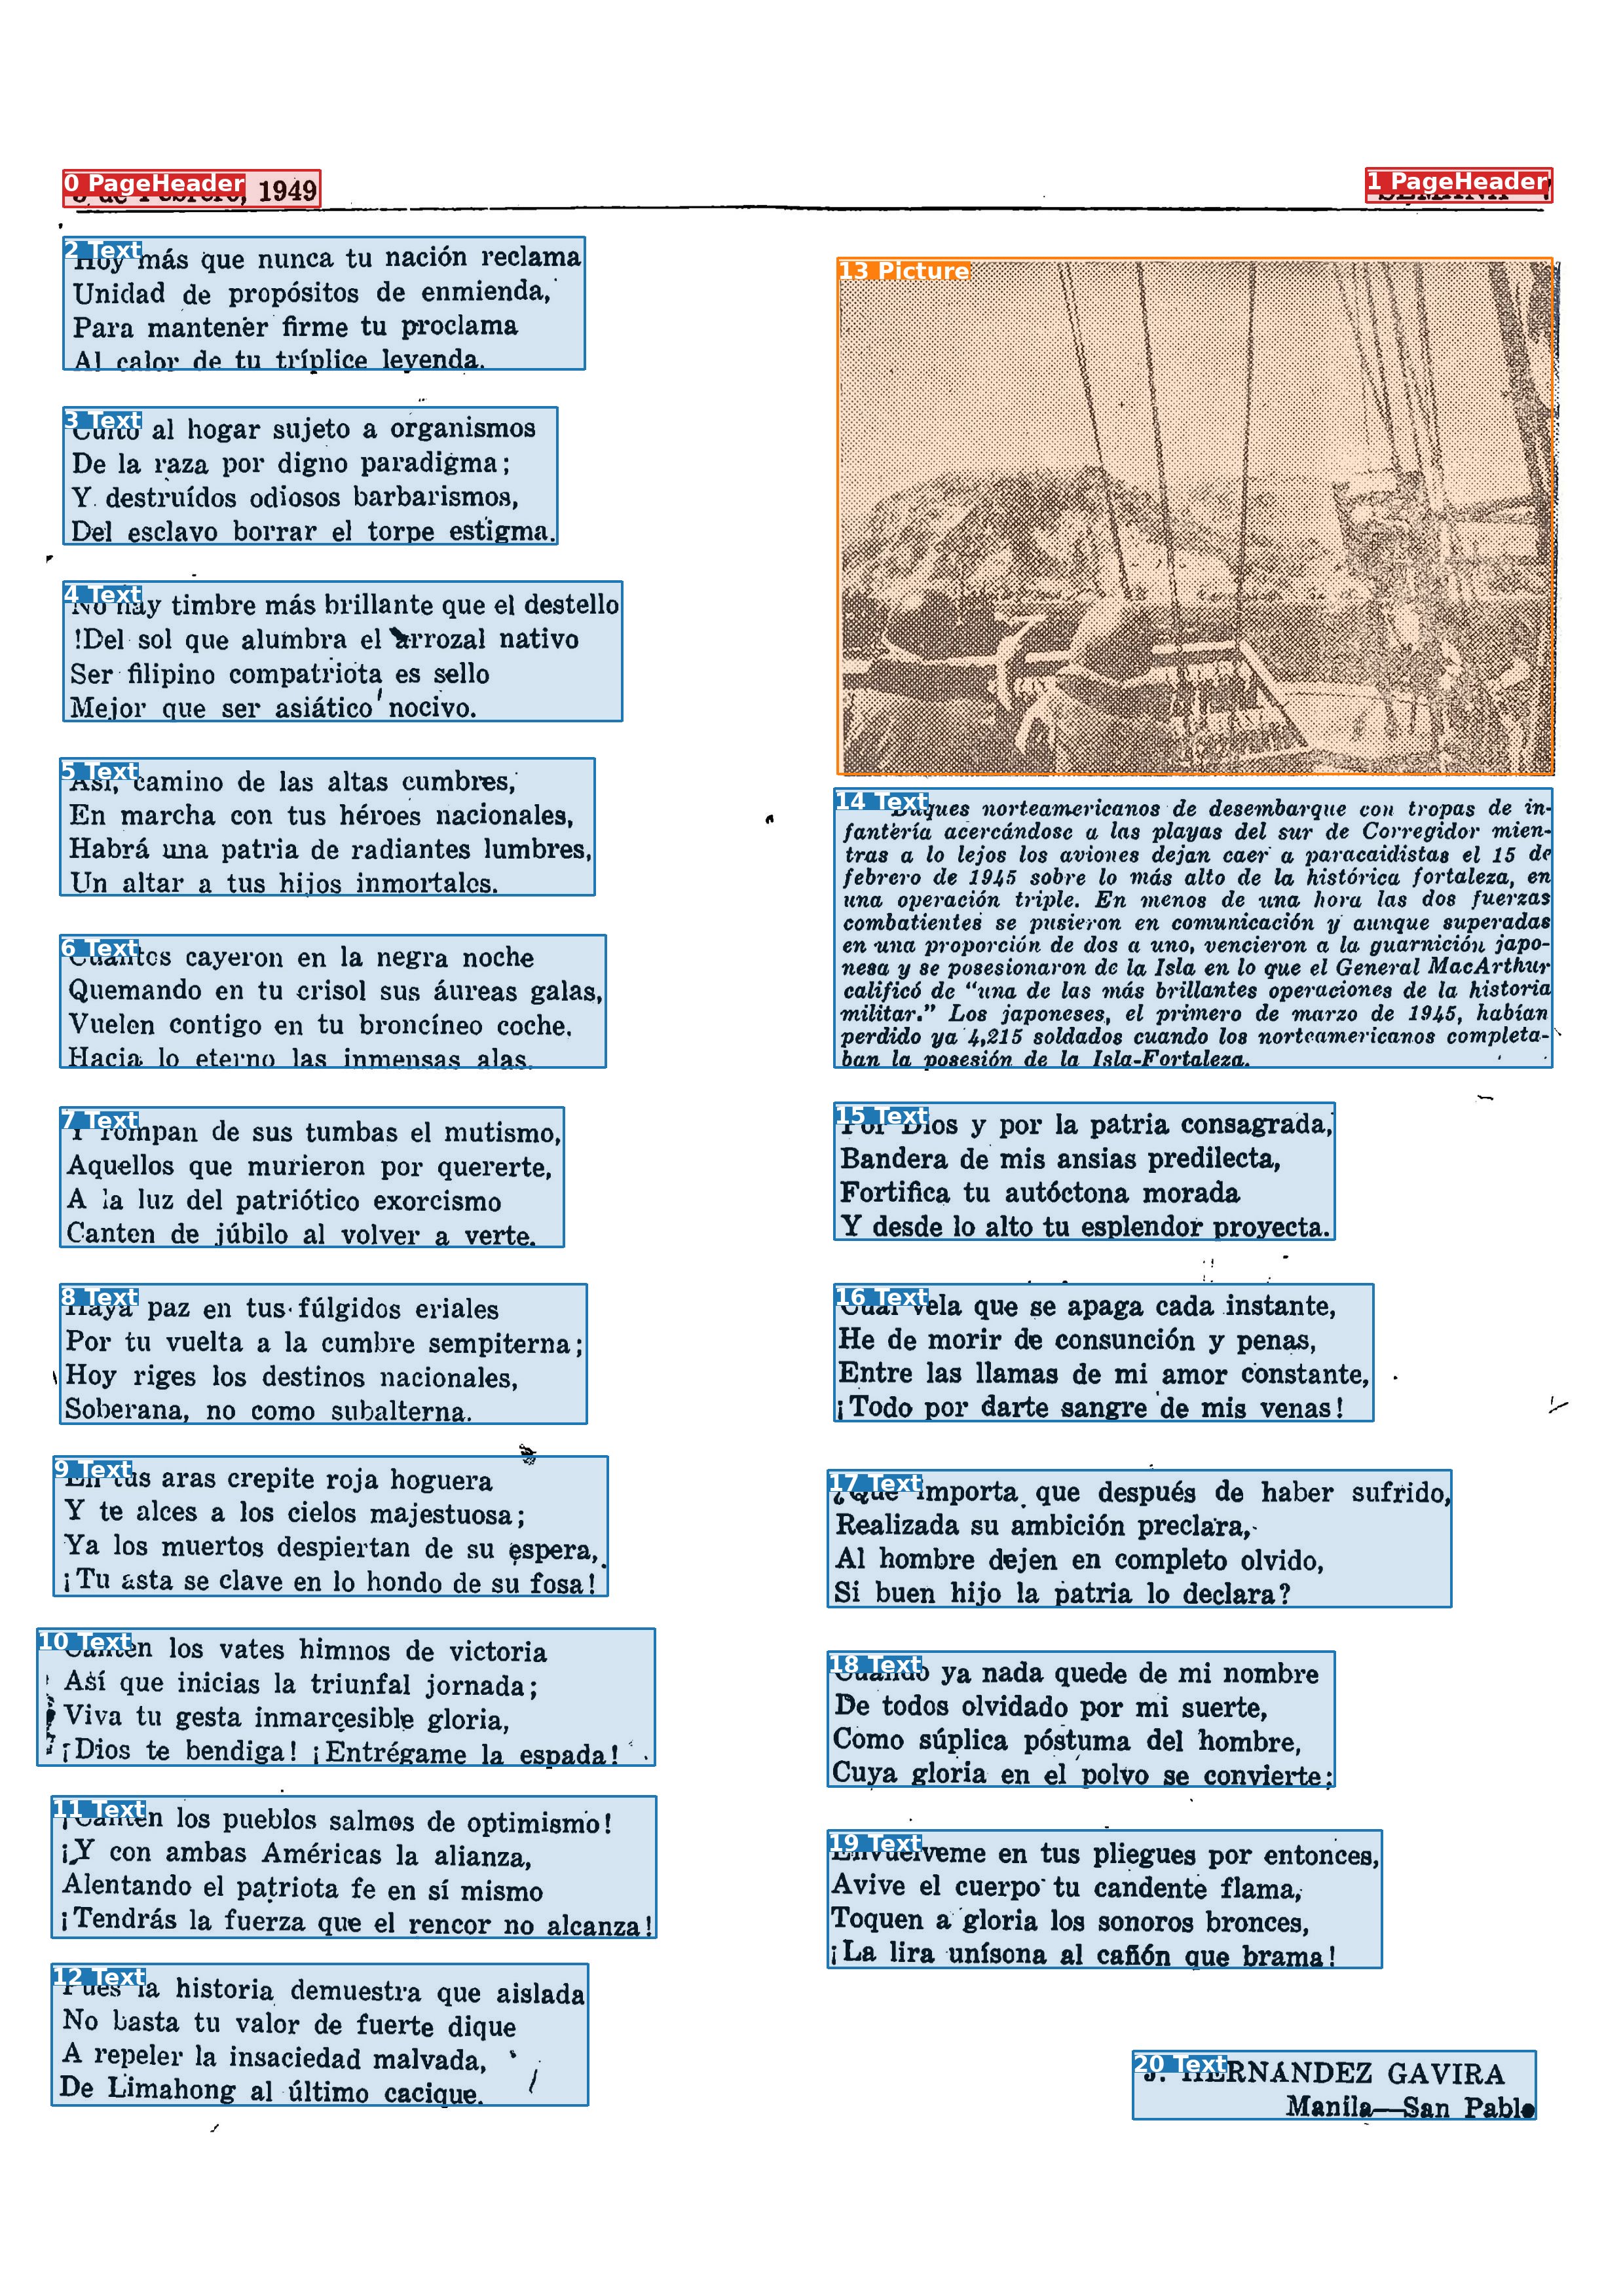 1949
Hoy más que nunca tu nación reclama
Unidad de propósitos de enmienda,
Para mantener firme tu proclama
Al calor de tu tríplice leyenda.
Culto al hogar sujeto a organismos
De la raza por digno paradigma;
Y destruídos odiosos barbarismos,
Del esclavo borrar el torpe estigma.
No hay timbre más brillante que el destello
!Del sol que alumbra el arrozal nativo
Ser filipino compatriota es sello
Mejor que ser asiático nocivo.
Así, camino de las altas cumbres,
En marcha con tus héroes nacionales,
Habrá una patria de radiantes lumbres,
Un altar a tus hijos inmortales.
Cuantos cayeron en la negra noche
Quemando en tu crisol sus áureas galas,
Vuelen contigo en tu broncíneo coche.
Hacia lo eterno las inmensas alas.
Y rompan de sus tumbas el mutismo,
Aquellos que murieron por quererte,
A la luz del patriótico exorcismo
Canten de júbilo al volver a verte.
Haya paz en tus fúlgidos eriales
Por tu vuelta a la cumbre sempiterna;
Hoy riges los destinos nacionales,
Soberana, no como subalterna.
En tus aras crepite roja hoguera
Y te alces a los cielos majestuosa;
Ya los muertos despiertan de su espera,
¡Tu asta se clave en lo hondo de su fosa!
Canten los vates himnos de victoria
Así que inicias la triunfal jornada;
Viva tu gesta inmarcesible gloria,
¡Dios te bendiga! ¡Entrégame la espada!
¡Canten los pueblos salmos de optimismo!
¡Y con ambas Américas la alianza,
Alentando el patriota fe en sí mismo
¡Tendrás la fuerza que el rencor no alcanza!
Pues la historia demuestra que aislada
No basta tu valor de fuerte dique
A repeler la insaciedad malvada,
De Limahong al último cacique.
Buques norteamericanos de desembarque con tropas de in-
fantería acercándose a las playas del sur de Corregidor mien-
tras a lo lejos los aviones dejan caer a paracaidistas el 15 de
febrero de 1945 sobre lo más alto de la histórica fortaleza, en
una operación triple. En menos de una hora las dos fuerzas
combatientes se pusieron en comunicación y aunque superadas
en una proporción de dos a uno, vencieron a la guarnición japo-
nesa y se posesionaron de la Isla en lo que el General MacArthur
calificó de “una de las más brillantes operaciones de la historia
militar.” Los japoneses, el primero de marzo de 1945, habían
perdido ya 4,215 soldados cuando los norteamericanos completa-
ban la posesión de la Isla-Fortaleza.
Por Dios y por la patria consagrada,
Bandera de mis ansias predilecta,
Fortifica tu autóctona morada
Y desde lo alto tu esplendor proyecta.
Cual vela que se apaga cada instante,
He de morir de consunción y penas,
Entre las llamas de mi amor constante,
¡Todo por darte sangre de mis venas!
¿Qué importa que después de haber sufrido,
Realizada su ambición preclara,
Al hombre dejen en completo olvido,
Si buen hijo la patria lo declara?
Cuando ya nada quede de mi nombre
De todos olvidado por mi suerte,
Como súplica póstuma del hombre,
Cuya gloria en el polvo se convierte;
Envuélveme en tus pliegues por entonces,
Avive el cuerpo tu candente flama,
Toquen a gloria los sonoros bronces,
¡La lira unísona al cañón que brama!
J. HERNÁNDEZ GAVIRA
Manila—San Pablo